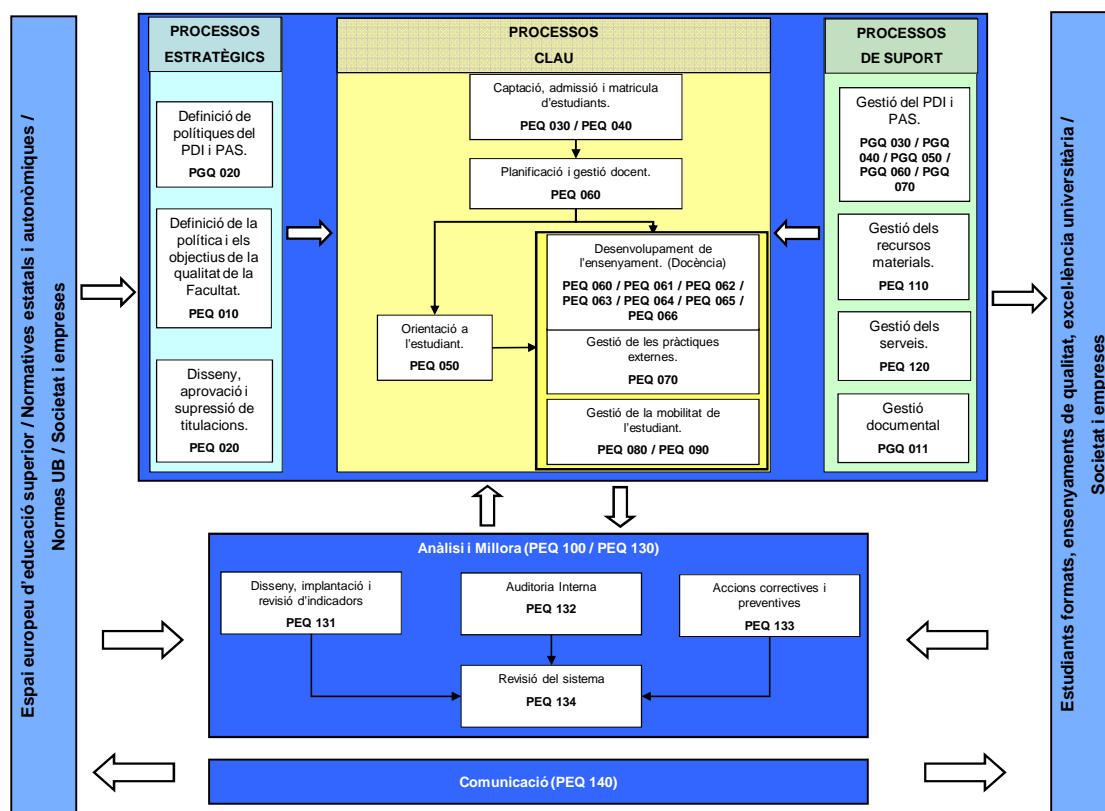 Espai europeu d'educació superior / Normatives estatals i autonòmiques /
Normes UB / Societat i empreses
PROCESSOS
ESTRATÈGICS
Definició de
polítiques del
PDI i PAS.
PGQ 020
Definició de la
política i els
objectius de la
qualitat de la
Facultat.
PEQ 010
Disseny,
aprovació i
supressió de
titulacions.
PEQ 020
PROCESSOS
CLAU
Captació, admissió i matricula
d'estudiants.
PEQ 030 / PEQ 040
Planificació i gestió docent.
PEQ 060
Orientació a
l'estudiant.
PEQ 050
Desenvolupament de
l'ensenyament. (Docència)
PEQ 060 / PEQ 061 / PEQ 062 /
PEQ 063 / PEQ 064 / PEQ 065 /
PEQ 066
Gestió de les pràctiques
externes.
PEQ 070
Gestió de la mobilitat de
l'estudiant.
PEQ 080 / PEQ 090
PROCESSOS
DE SUPORT
Gestió del PDI i
PAS.
PGQ 030 / PGQ
040 / PGQ 050 /
PGQ 060 / PGQ
070
Gestió dels
recursos
materials.
PEQ 110
Gestió dels
serveis.
PEQ 120
Gestió
documental
PGQ 011
Anàlisi i Millora (PEQ 100 / PEQ 130)
Disseny, implantació i
revisió d'indicadors
PEQ 131
Auditoria Interna
PEQ 132
Accions correctives i
preventives
PEQ 133
Revisió del sistema
PEQ 134
Comunicació (PEQ 140)
Estudiants formats, ensenyaments de qualitat, excel·lència universitària /
Societat i empreses